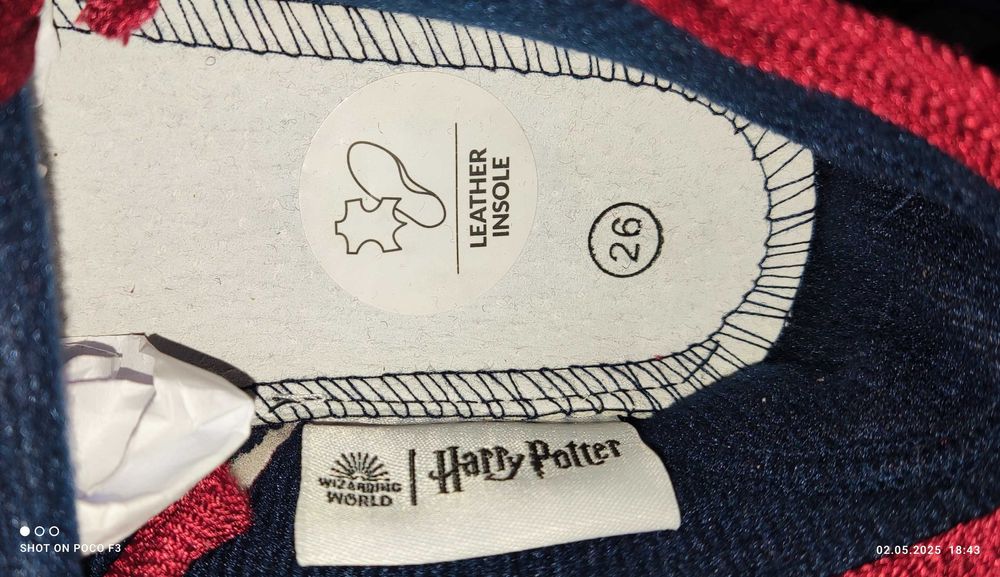 LEATHER
INSOLE
26
WIZARDING
WORLD
Harry Potter
SHOT ON POCO F3
02.05.2025 18:43